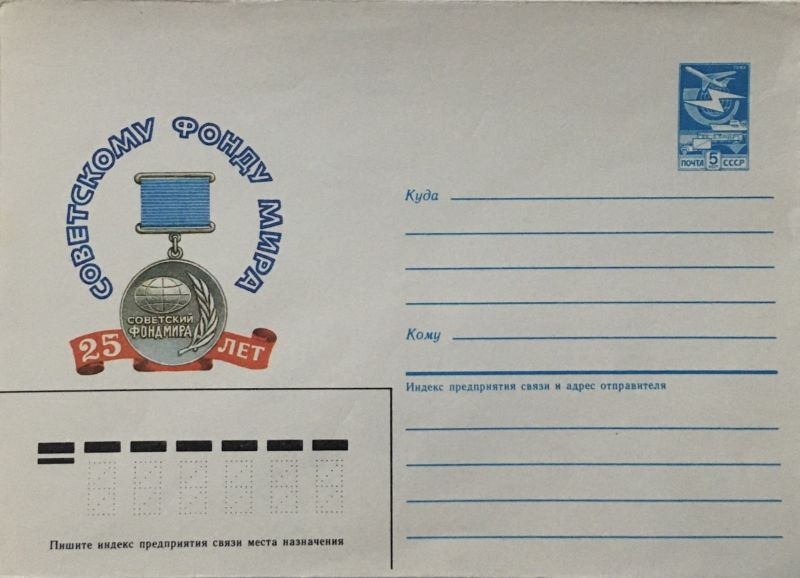 СОВЕТСКОМУ ФОНДУ МИРА
СОВЕТСКИЙ
ФОНД МИРА
25 ЛЕТ
ПОЧТА 5 СССР
Куда
Кому
Индекс предприятия связи и адрес отправителя
Пишите индекс предприятия связи места назначения